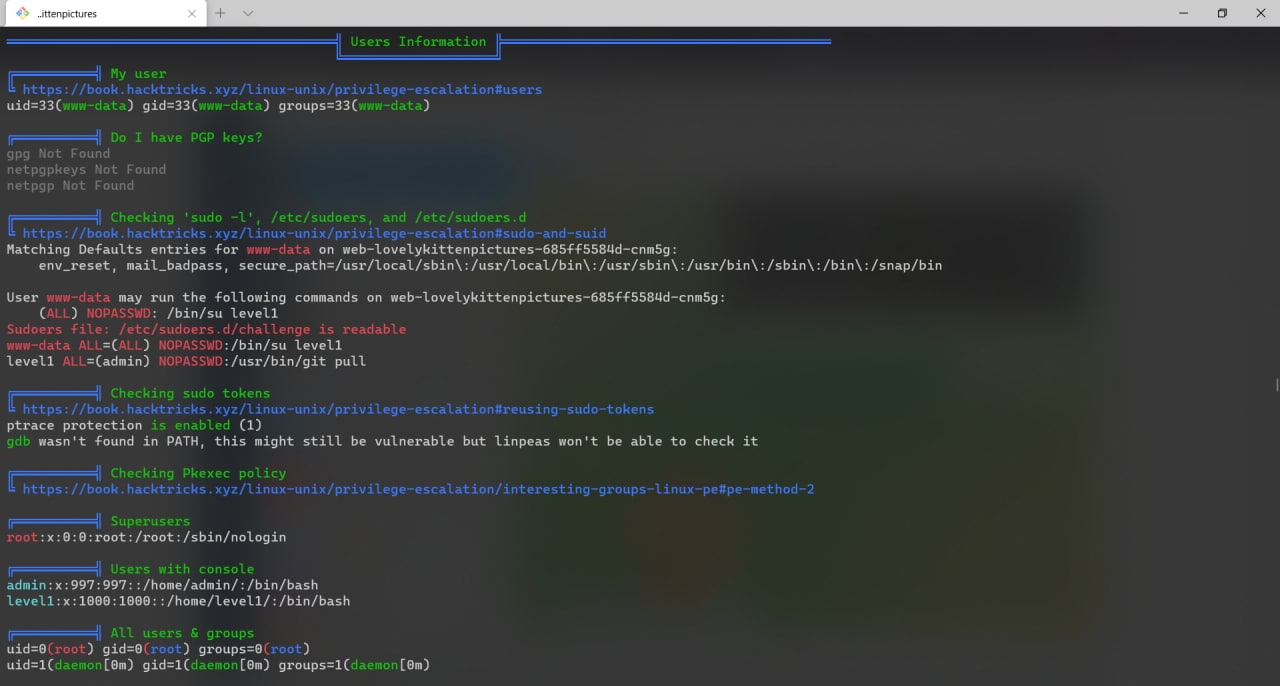 ..ittenpictures
Users Information
My user
https://book.hacktricks.xyz/linux-unix/privilege-escalation#users
uid=33(www-data) gid=33(www-data) groups=33(www-data)
Do I have PGP keys?
gpg Not Found
netpgpkeys Not Found
netpgp Not Found
Checking 'sudo -l', /etc/sudoers, and /etc/sudoers.d
https://book.hacktricks.xyz/linux-unix/privilege-escalation#sudo-and-suid
Matching Defaults entries for www-data on web-lovelykittenpictures-685ff5584d-cnm5g:
    env_reset, mail_badpass, secure_path=/usr/local/sbin\:/usr/local/bin\:/usr/sbin\:/usr/bin\:/sbin\:/bin\:/snap/bin
User www-data may run the following commands on web-lovelykittenpictures-685ff5584d-cnm5g:
    (ALL) NOPASSWD: /bin/su level1
Sudoers file: /etc/sudoers.d/challenge is readable
www-data ALL=(ALL) NOPASSWD:/bin/su level1
level1 ALL=(admin) NOPASSWD:/usr/bin/git pull
Checking sudo tokens
https://book.hacktricks.xyz/linux-unix/privilege-escalation#reusing-sudo-tokens
ptrace protection is enabled (1)
gdb wasn't found in PATH, this might still be vulnerable but linpeas won't be able to check it
Checking Pkexec policy
https://book.hacktricks.xyz/linux-unix/privilege-escalation/interesting-groups-linux-pe#pe-method-2
Superusers
root:x:0:0:root:/root:/sbin/nologin
Users with console
admin:x:997:997::/home/admin/:/bin/bash
level1:x:1000:1000::/home/level1/:/bin/bash
All users & groups
uid=0(root) gid=0(root) groups=0(root)
uid=1(daemon[0m) gid=1(daemon[0m) groups=1(daemon[0m)